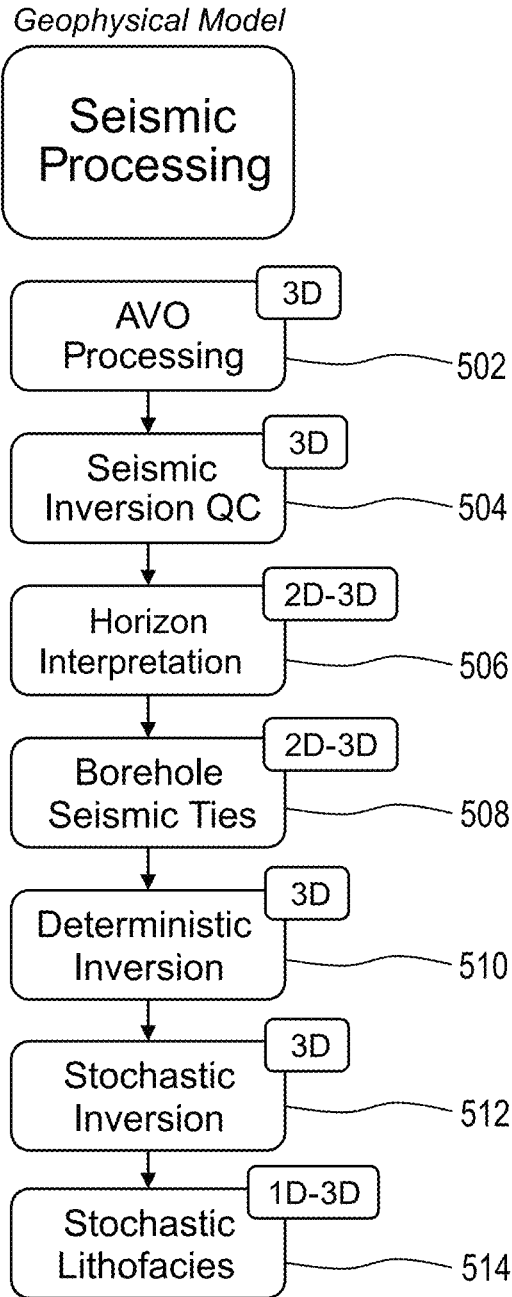 Geophysical Model
Seismic
Processing
3D
AVO
Processing
502
3D
Seismic
Inversion QC
504
2D-3D
Horizon
Interpretation
506
2D-3D
Borehole
Seismic Ties
508
3D
Deterministic
Inversion
510
3D
Stochastic
Inversion
512
1D-3D
Stochastic
Lithofacies
514